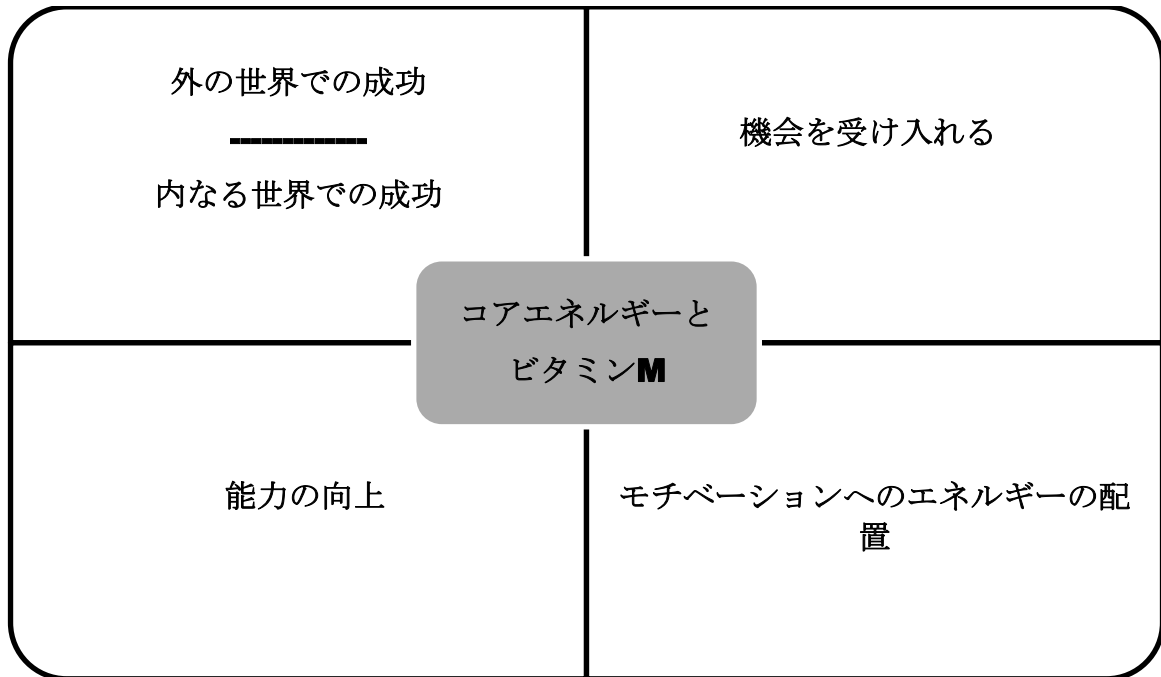 外の世界での成功
-------------
内なる世界での成功
機会を受け入れる
コアエネルギーと
ビタミンM
能力の向上
モチベーションへのエネルギーの配
置